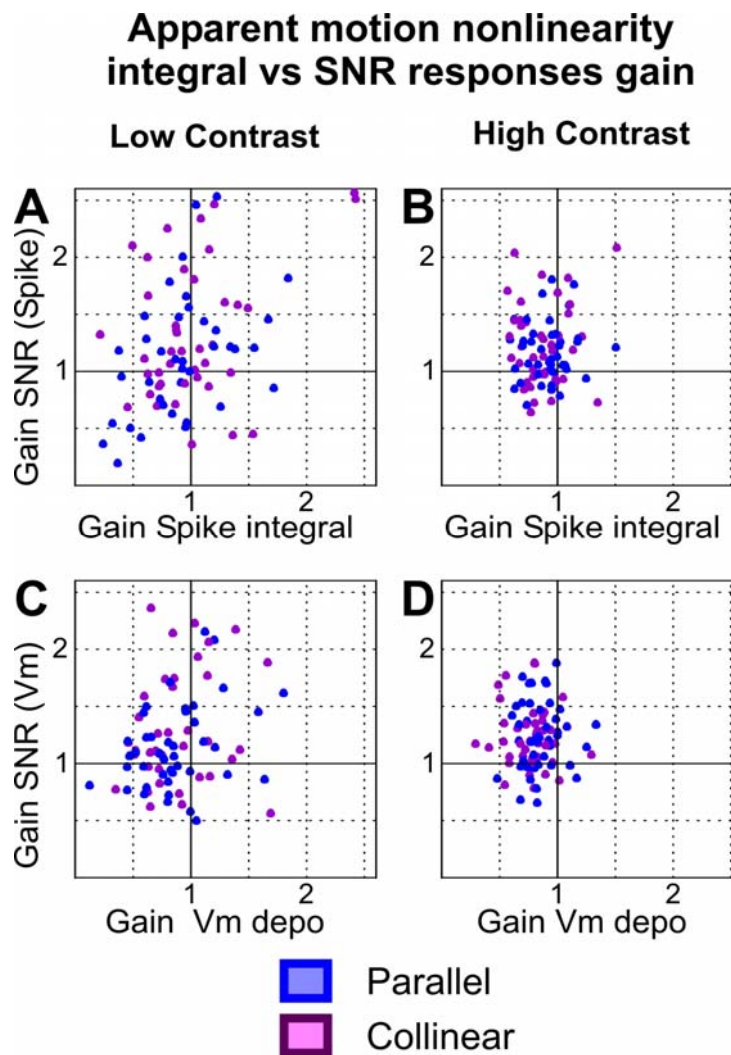 Apparent motion nonlinearity
integral vs SNR responses gain
Low Contrast
High Contrast
A
B
Gain SNR (Spike)
2
1
2
1
1
2
1
2
Gain Spike integral
Gain Spike integral
C
D
Gain SNR (Vm)
2
1
2
1
1
2
1
2
Gain Vm depo
Gain Vm depo
Parallel
Collinear